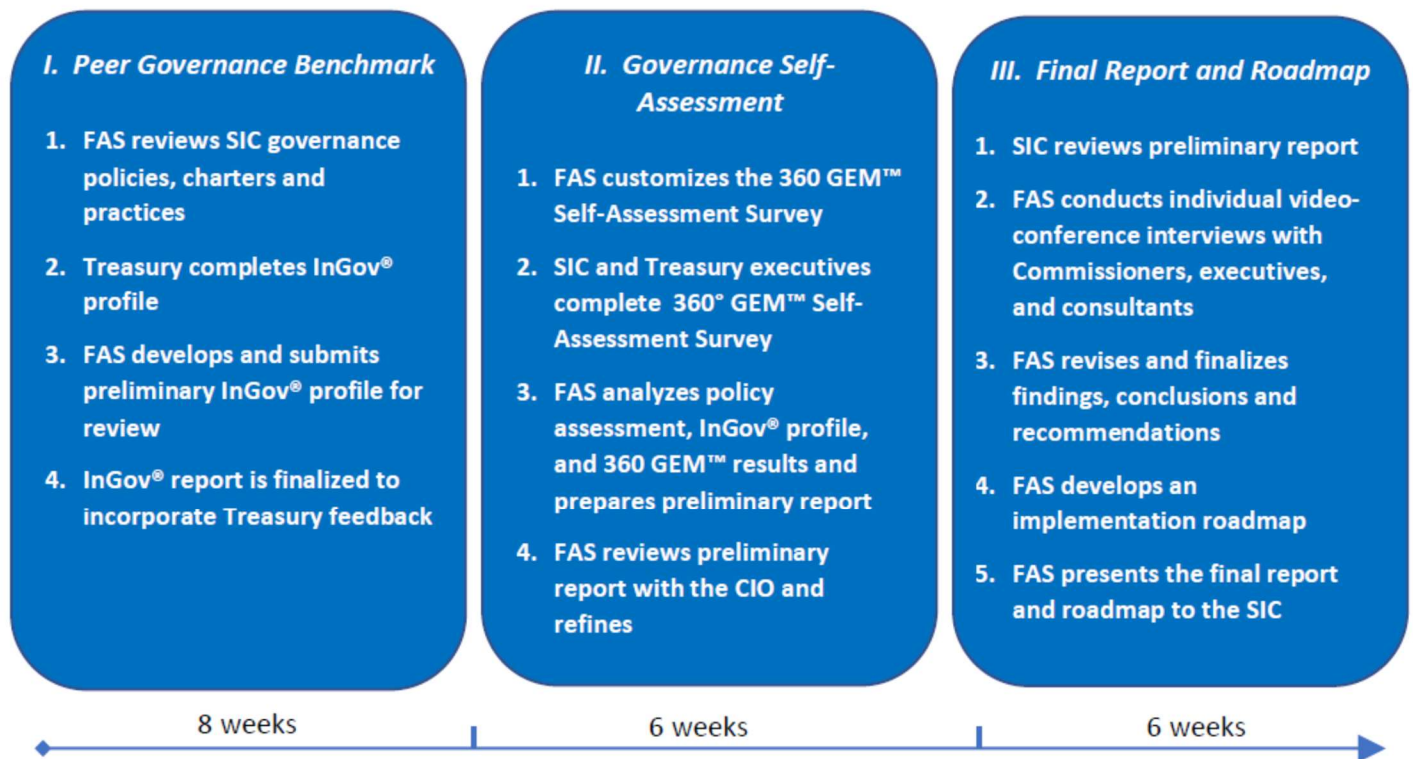 I. Peer Governance Benchmark
1. FAS reviews SIC governance
policies, charters and
practices
2. Treasury completes InGov®
profile
3. FAS develops and submits
preliminary InGov® profile for
review
4. InGov® report is finalized to
incorporate Treasury feedback
II. Governance Self-
Assessment
1. FAS customizes the 360 GEM™
Self-Assessment Survey
2. SIC and Treasury executives
complete 360° GEM™ Self-
Assessment Survey
3. FAS analyzes policy
assessment, InGov® profile,
and 360 GEM™ results and
prepares preliminary report
4. FAS reviews preliminary
report with the CIO and
refines
III. Final Report and Roadmap
1. SIC reviews preliminary report
2. FAS conducts individual video-
conference interviews with
Commissioners, executives,
and consultants
3. FAS revises and finalizes
findings, conclusions and
recommendations
4. FAS develops an
implementation roadmap
5. FAS presents the final report
and roadmap to the SIC
8 weeks
6 weeks
6 weeks